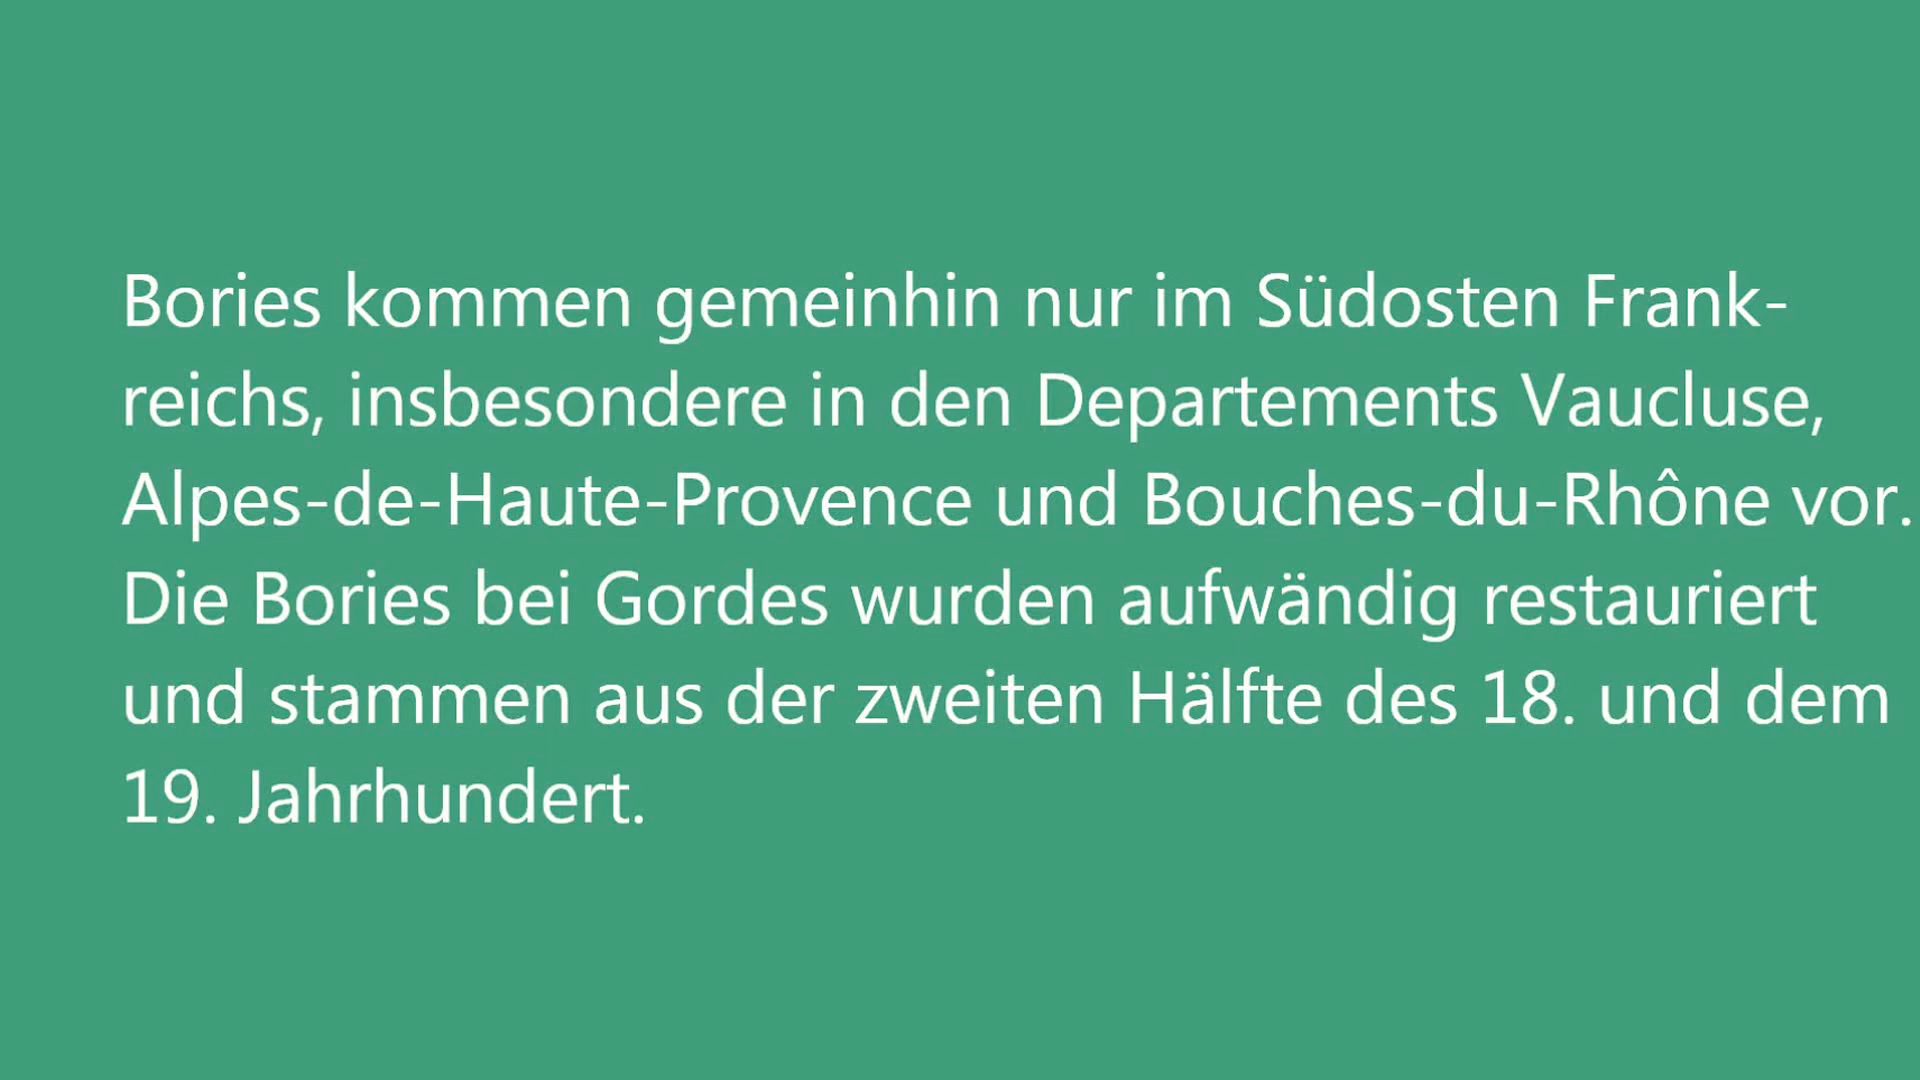 Bories kommen gemeinhin nur im Südosten Frank-
reichs, insbesondere in den Departements Vaucluse,
Alpes-de-Haute-Provence und Bouches-du-Rhône vor.
Die Bories bei Gordes wurden aufwändig restauriert
und stammen aus der zweiten Hälfte des 18. und dem
19. Jahrhundert.